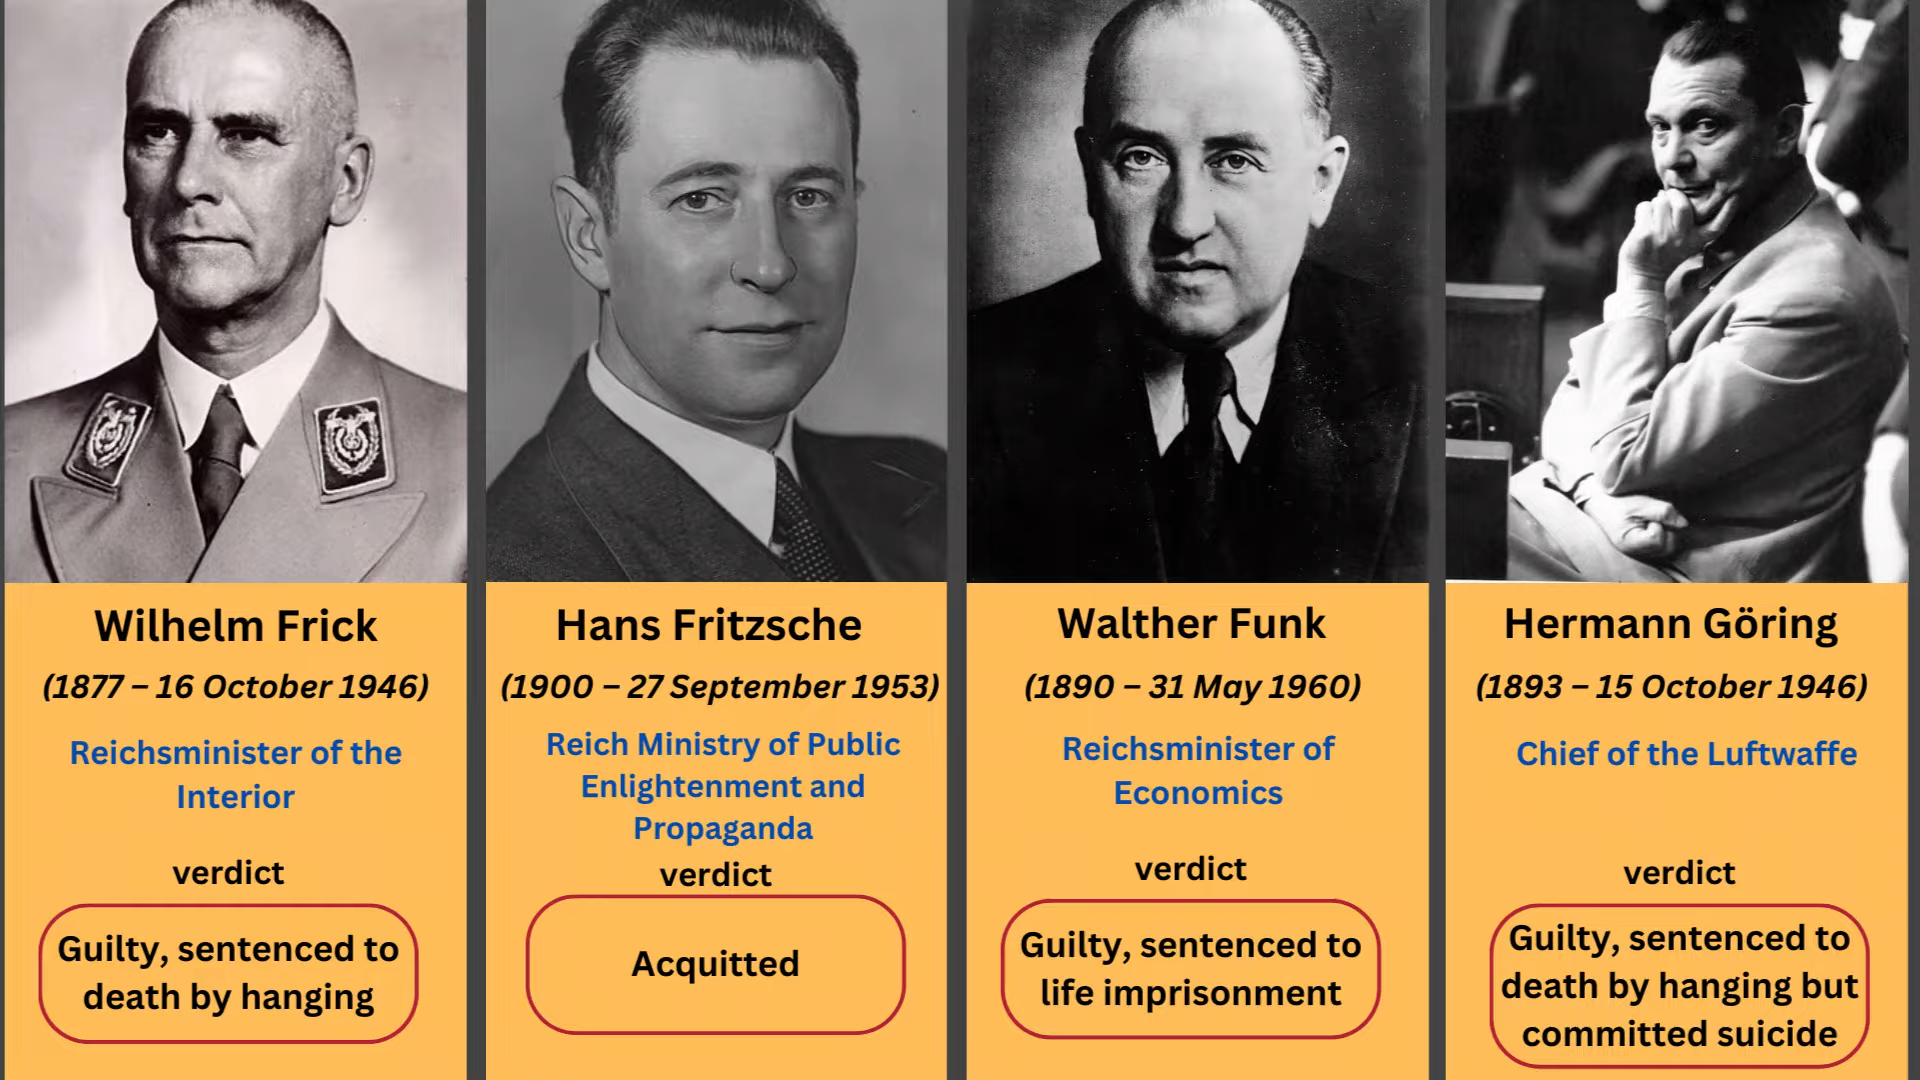 Wilhelm Frick
(1877 – 16 October 1946)
Reichsminister of the
Interior
verdict
Guilty, sentenced to
death by hanging
Hans Fritzsche
(1900 – 27 September 1953)
Reich Ministry of Public
Enlightenment and
Propaganda
verdict
Acquitted
Walther Funk
(1890 – 31 May 1960)
Reichsminister of
Economics
verdict
Guilty, sentenced to
life imprisonment
Hermann Göring
(1893 – 15 October 1946)
Chief of the Luftwaffe
verdict
Guilty, sentenced to
death by hanging but
committed suicide